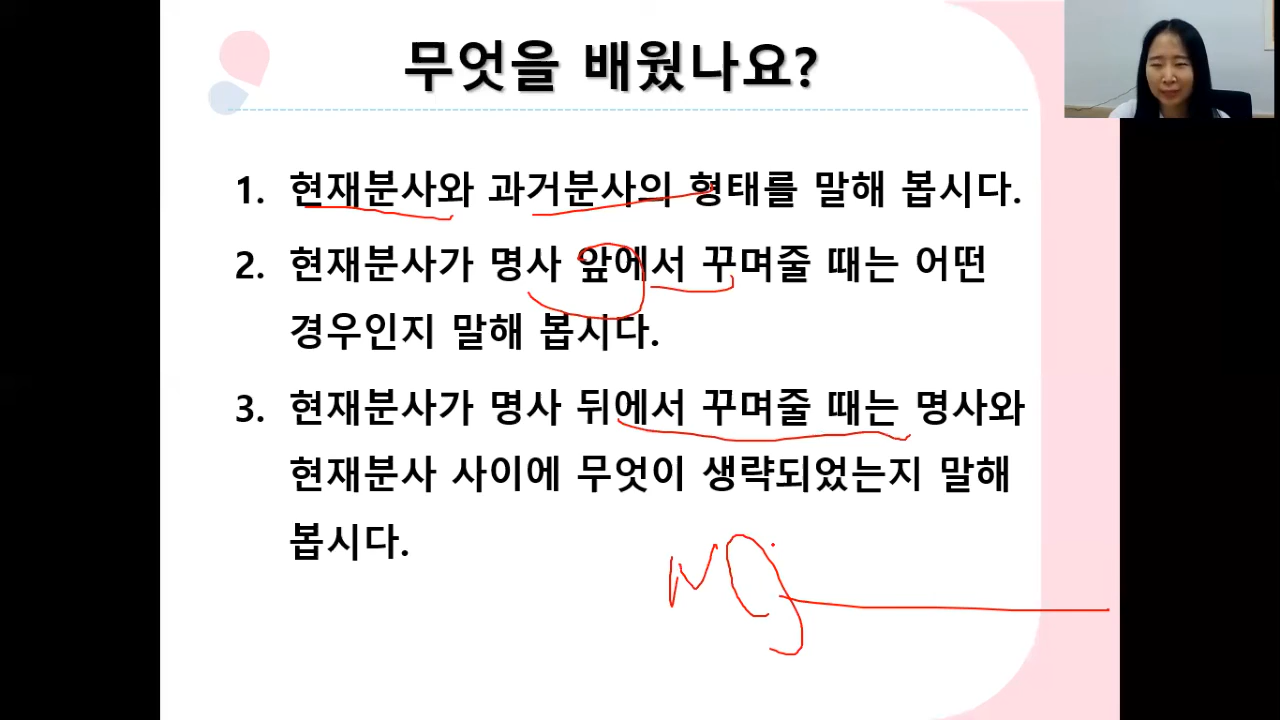 무엇을 배웠나요?
1. 현재분사와 과거분사의 형태를 말해 봅시다.
2. 현재분사가 명사 앞에서 꾸며줄 때는 어떤
경우인지 말해 봅시다.
3. 현재분사가 명사 뒤에서 꾸며줄 때는 명사와
현재분사 사이에 무엇이 생략되었는지 말해
봅시다.